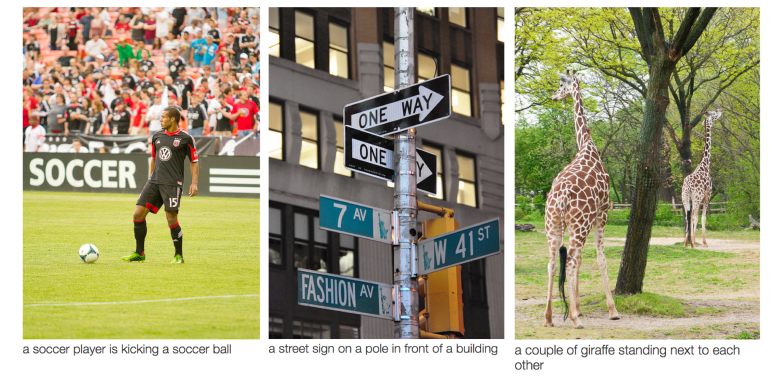 SOCCER
15
ONE WAY
ONE
7 AV
W 41 ST
FASHION AV
a soccer player is kicking a soccer ball
a street sign on a pole in front of a building
a couple of giraffe standing next to each
other